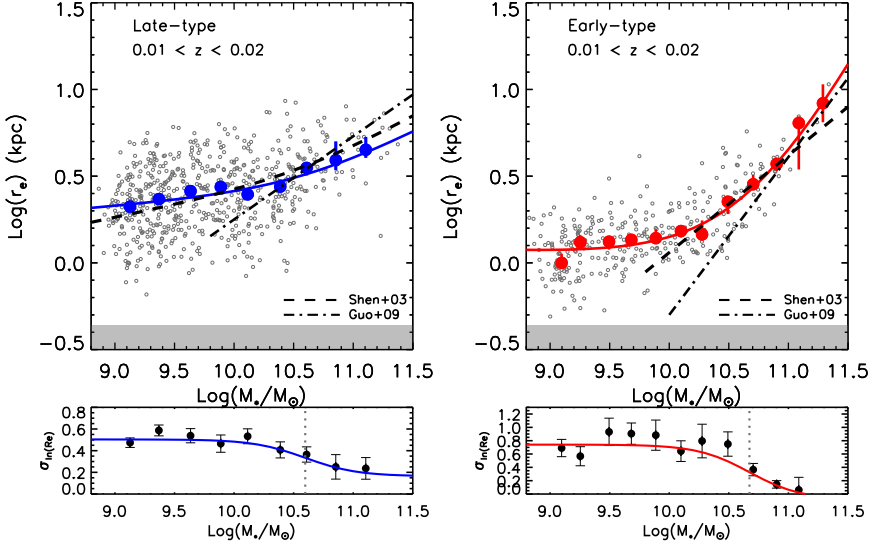 Late-type
0.01 < z < 0.02
1.5
1.0
0.5
0.0
-0.5
Log(re) (kpc)
Shen+03
Guo+09
9.0 9.5 10.0 10.5 11.0 11.5
Log(M⋆/M⊙)
0.8
0.6
0.4
0.2
0.0
σln(Re)
9.0 9.5 10.0 10.5 11.0 11.5
Log(M⋆/M⊙)
Early-type
0.01 < z < 0.02
1.5
1.0
0.5
0.0
-0.5
Log(re) (kpc)
Shen+03
Guo+09
9.0 9.5 10.0 10.5 11.0 11.5
Log(M⋆/M⊙)
1.2
1.0
0.8
0.6
0.4
0.2
0.0
σln(Re)
9.0 9.5 10.0 10.5 11.0 11.5
Log(M⋆/M⊙)